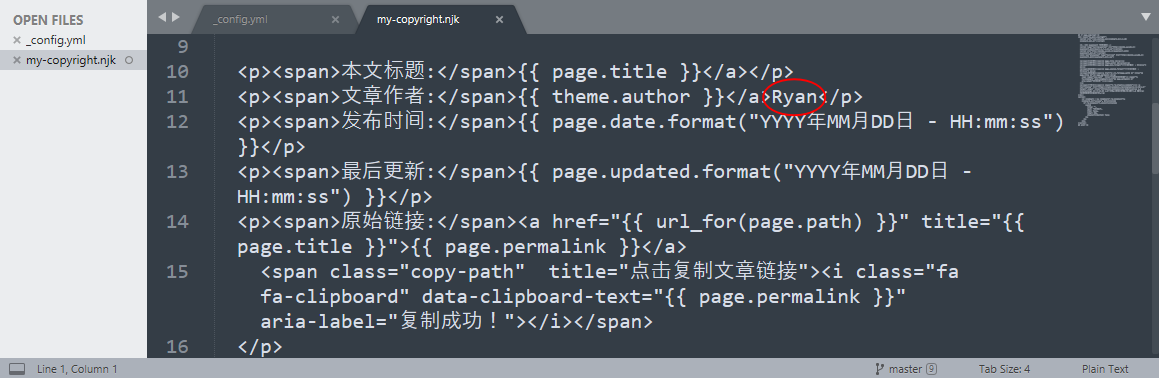 OPEN FILES
_config.yml
my-copyright.njk
_config.yml
my-copyright.njk
9
10 <p><span>本文标题:</span>{{ page.title }}</a></p>
11 <p><span>文章作者:</span>{{ theme.author }}</a>Ryan</p>
12 <p><span>发布时间:</span>{{ page.date.format("YYYY年MM月DD日 - HH:mm:ss")
}}</p>
13 <p><span>最后更新:</span>{{ page.updated.format("YYYY年MM月DD日 -
HH:mm:ss") }}</p>
14 <p><span>原始链接:</span><a href="{{ url_for(page.path) }}" title="{{
page.title }}">{{ page.permalink }}</a>
15 <span class="copy-path"  title="点击复制文章链接"><i class="fa
fa-clipboard" data-clipboard-text="{{ page.permalink }}"
aria-label="复制成功！"></i></span>
16 </p>
Line 1, Column 1
master 9
Tab Size: 4
Plain Text